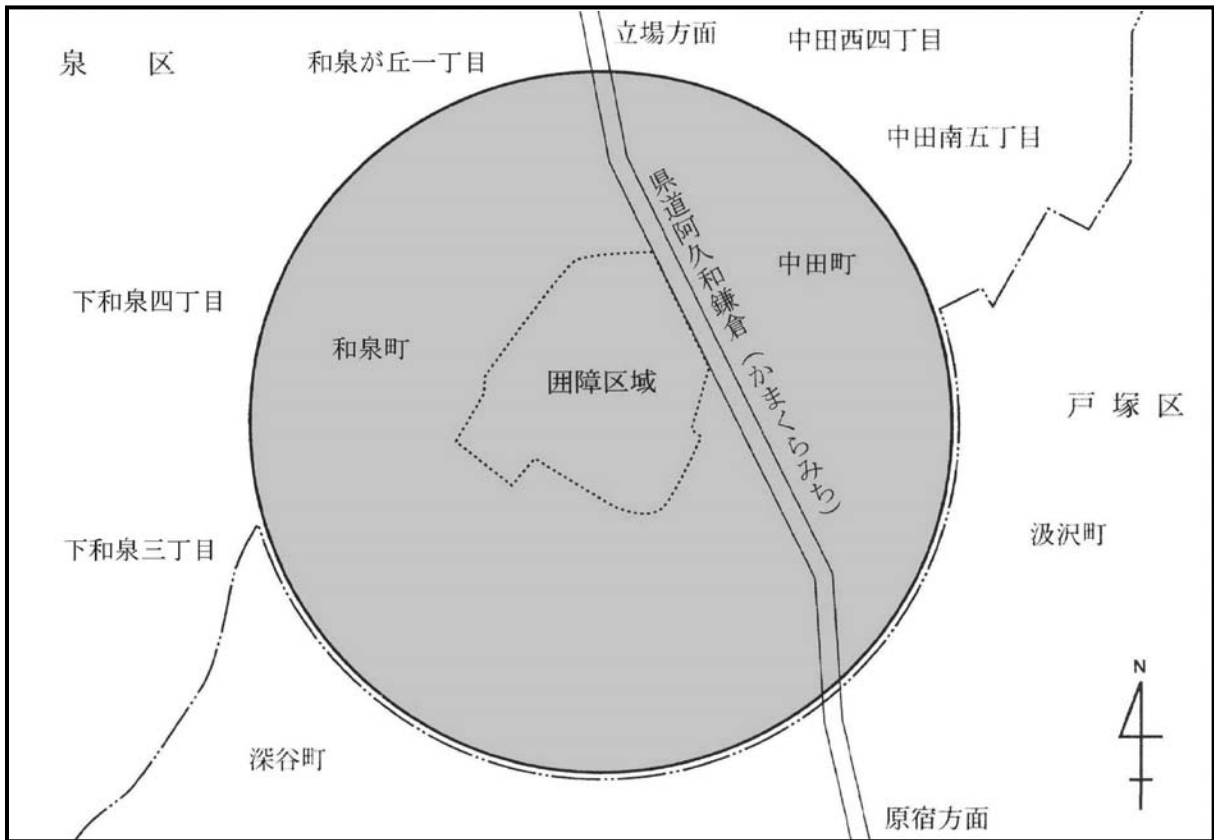 泉　区
和泉が丘一丁目
立場方面
中田西四丁目
中田南五丁目
県道阿久和鎌倉（かまくらみち）
中田町
下和泉四丁目
和泉町
囲障区域
戸塚区
下和泉三丁目
汲沢町
深谷町
N
原宿方面